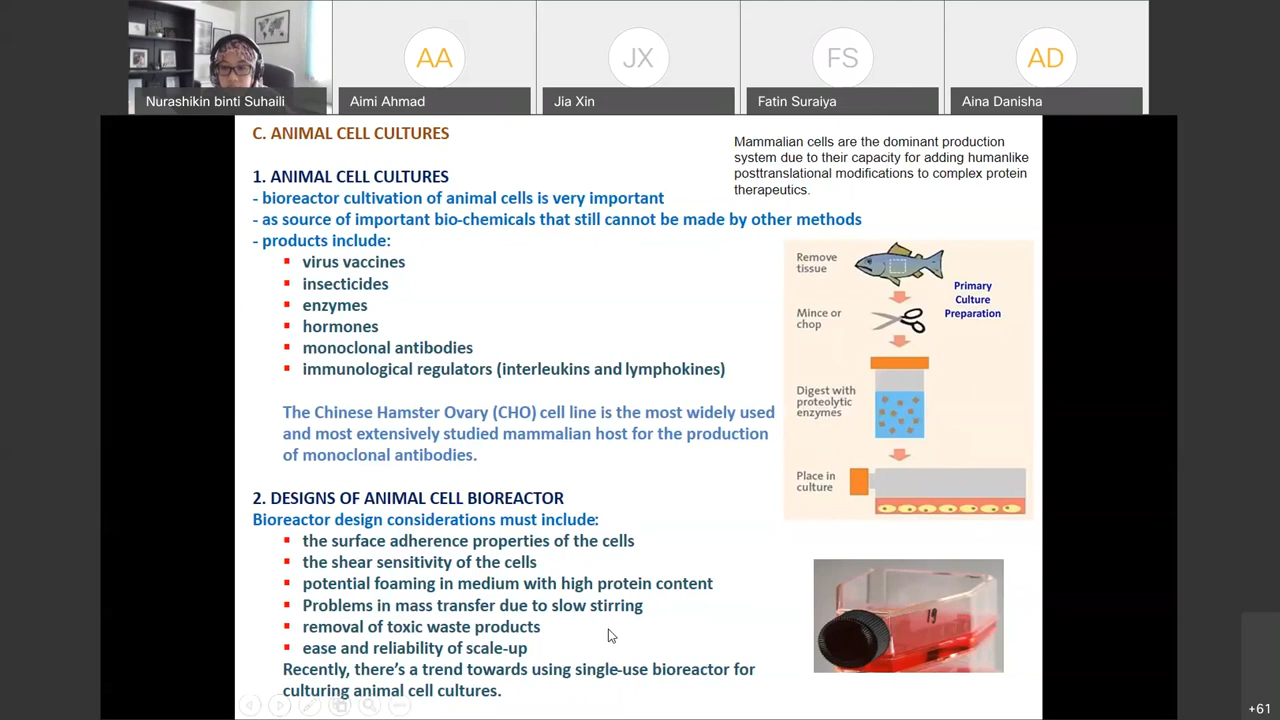 AA
JX
FS
AD
Nurashikin binti Suhaili
Aimi Ahmad
Jia Xin
Fatin Suraiya
Aina Danisha
C. ANIMAL CELL CULTURES
Mammalian cells are the dominant production
system due to their capacity for adding humanlike
posttranslational modifications to complex protein
therapeutics.
1. ANIMAL CELL CULTURES
- bioreactor cultivation of animal cells is very important
- as source of important bio-chemicals that still cannot be made by other methods
- products include:
▪ virus vaccines
▪ insecticides
▪ enzymes
▪ hormones
▪ monoclonal antibodies
▪ immunological regulators (interleukins and lymphokines)
The Chinese Hamster Ovary (CHO) cell line is the most widely used
and most extensively studied mammalian host for the production
of monoclonal antibodies.
Remove
tissue
Primary
Culture
Preparation
Mince or
chop
Digest with
proteolytic
enzymes
Place in
culture
2. DESIGNS OF ANIMAL CELL BIOREACTOR
Bioreactor design considerations must include:
▪ the surface adherence properties of the cells
▪ the shear sensitivity of the cells
▪ potential foaming in medium with high protein content
▪ Problems in mass transfer due to slow stirring
▪ removal of toxic waste products
▪ ease and reliability of scale-up
Recently, there's a trend towards using single-use bioreactor for
culturing animal cell cultures.
19
+61